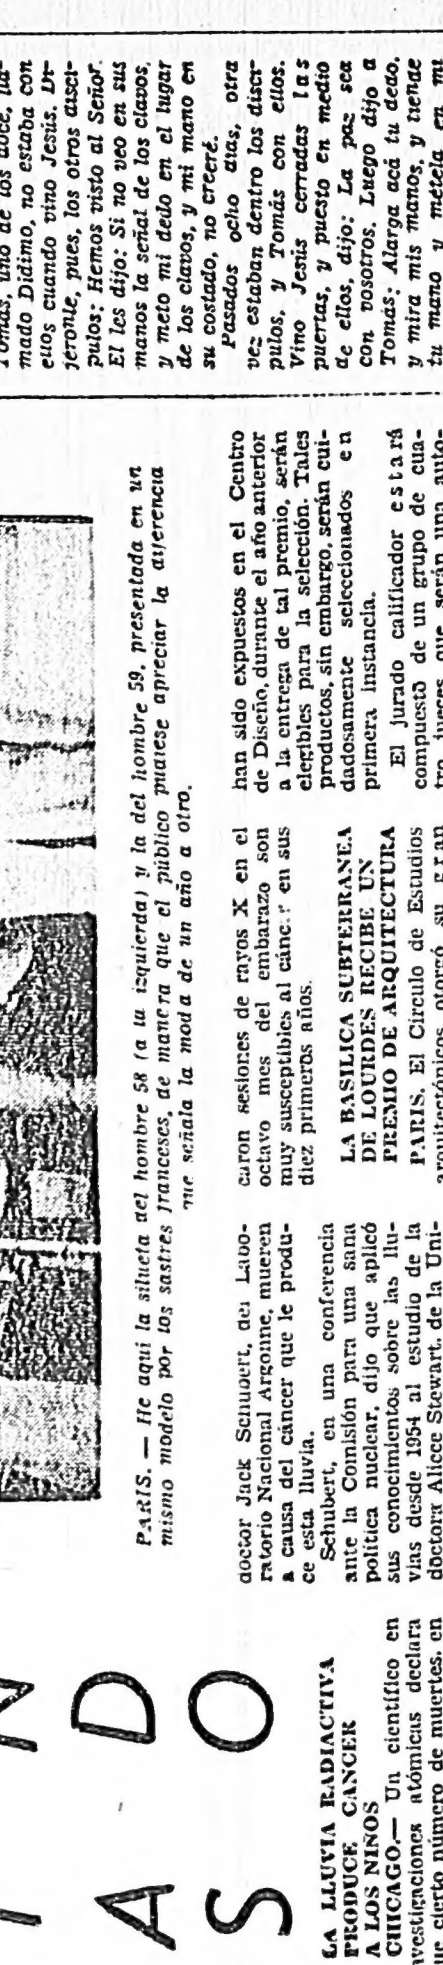 N
A D
S O
LA LLUVIA RADIACTIVA
PRODUCE CANCER
A LOS NIÑOS
CHICAGO.— Un científico en
investigaciones atómicas declara
que cierto número de muertes, en
PARIS. — He aquí la silueta del hombre 58 (a la izquierda) y la del hombre 59, presentada en un
mismo modelo por los sastres franceses, de manera que el público pudiese apreciar la diferencia
que señala la moda de un año a otro.
doctor Jack Schubert, del Labo-
ratorio Nacional Argonne, mueren
a causa del cáncer que le produ-
ce esta lluvia.
Schubert, en una conferencia
ante la Comisión para una sana
política nuclear, dijo que aplicó
sus conocimientos sobre las llu-
vias desde 1954 al estudio de la
doctora Alicce Stewart, de la Uni-
caron sesiones de rayos X en el
octavo mes del embarazo son
muy susceptibles al cáncer en sus
diez primeros años.
LA BASILICA SUBTERRANEA
DE LOURDES RECIBE UN
PREMIO DE ARQUITECTURA
PARIS. El Círculo de Estudios
arquitectónicos otorgó su gran
han sido expuestos en el Centro
de Diseño, durante el año anterior
a la entrega de tal premio, serán
elegibles para la selección. Tales
productos, sin embargo, serán cui-
dadosamente seleccionados en
primera instancia.
El jurado calificador estará
compuesto de un grupo de cua-
tro jueces que serán una auto-
Tomás, uno de los doce, lla-
mado Dídimo, no estaba con
ellos cuando vino Jesús. Di-
jéronle, pues, los otros discí-
pulos: Hemos visto al Señor.
El les dijo: Si no veo en sus
manos la señal de los clavos,
y meto mi dedo en el lugar
de los clavos, y mi mano en
su costado, no creeré.
Pasados ocho días, otra
vez estaban dentro los discí-
pulos, y Tomás con ellos.
Vino Jesús cerradas las
puertas, y puesto en medio
de ellos, dijo: La paz sea
con vosotros. Luego dijo a
Tomás: Alarga acá tu dedo,
y mira mis manos, y tiende
tu mano y métela en mi